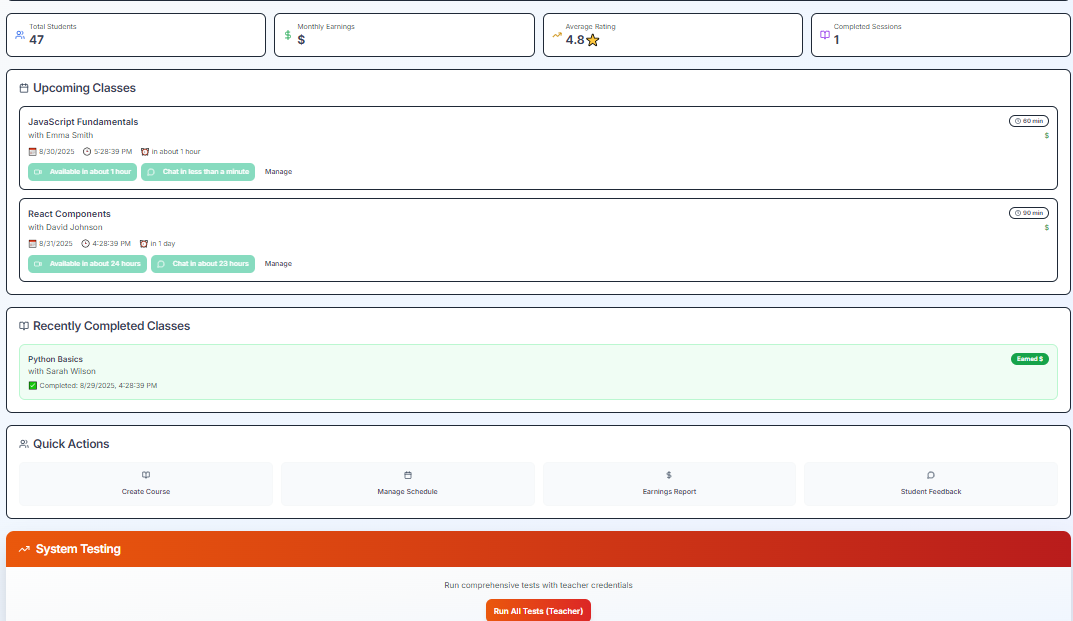 Total Students
47
Monthly Earnings
$
Average Rating
4.8⭐
Completed Sessions
1
Upcoming Classes
JavaScript Fundamentals
60 min
with Emma Smith
$
8/30/2025 5:28:39 PM in about 1 hour
Available in about 1 hour Chat in less than a minute Manage
React Components
90 min
with David Johnson
$
8/31/2025 4:28:39 PM in 1 day
Available in about 24 hours Chat in about 23 hours Manage
Recently Completed Classes
Python Basics
Earned $
with Sarah Wilson
✅ Completed: 8/29/2025, 4:28:39 PM
Quick Actions
Create Course
Manage Schedule
$
Earnings Report
Student Feedback
System Testing
Run comprehensive tests with teacher credentials
Run All Tests (Teacher)